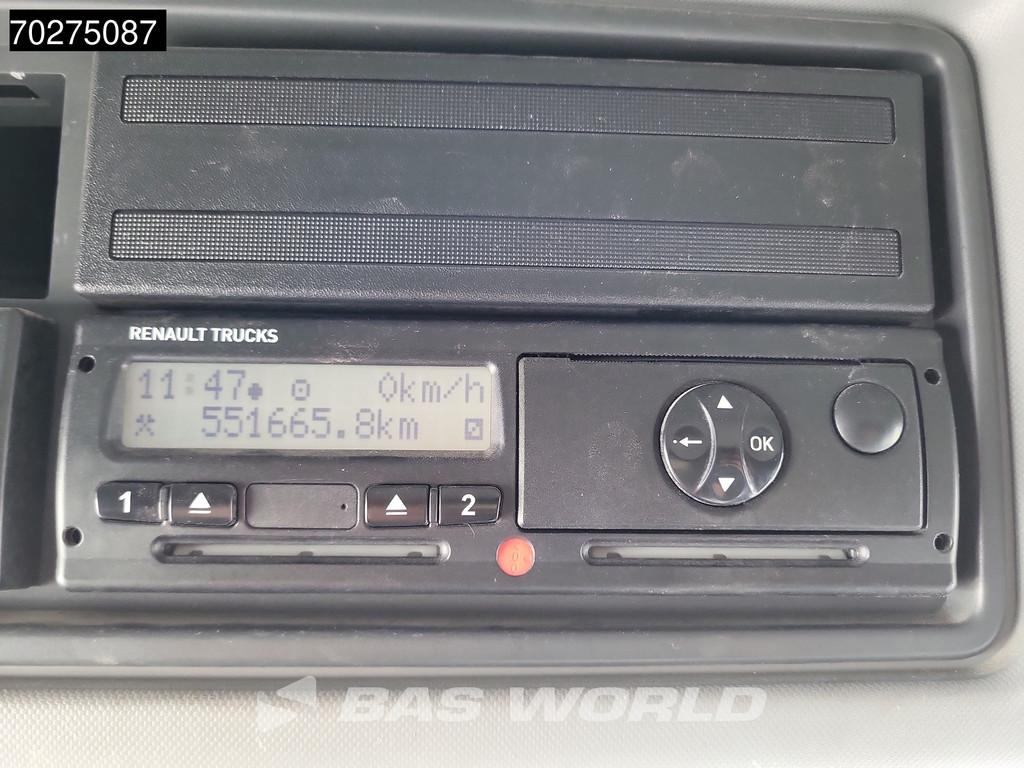 70275087
RENAULT TRUCKS
11:47 0km/h
551665.8km
1 2
OK
BAS WORLD